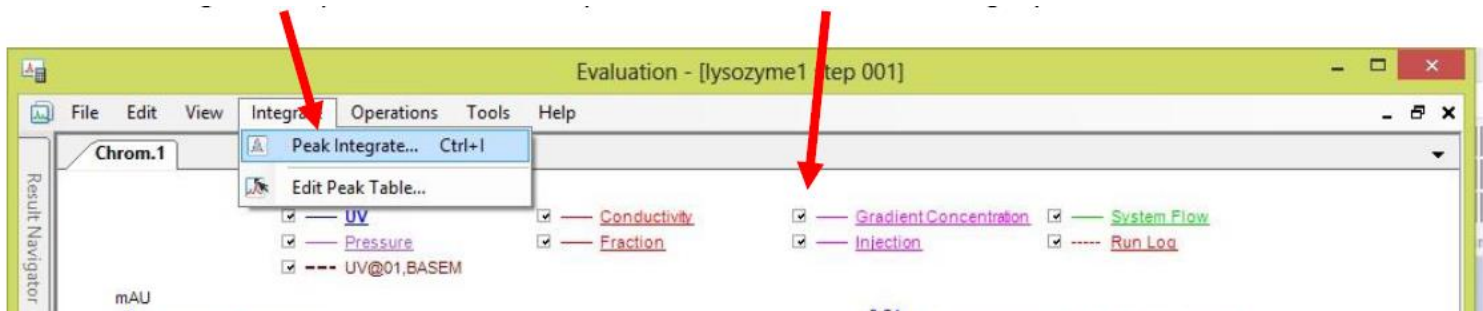 Evaluation - [lysozyme1 step 001]
File Edit View Integrate Operations Tools Help
Chrom.1
Peak Integrate... Ctrl+I
Edit Peak Table...
Result Navigator
UV Conductivity Gradient Concentration System Flow
Pressure Fraction Injection Run Log
UV@01,BASEM
mAU